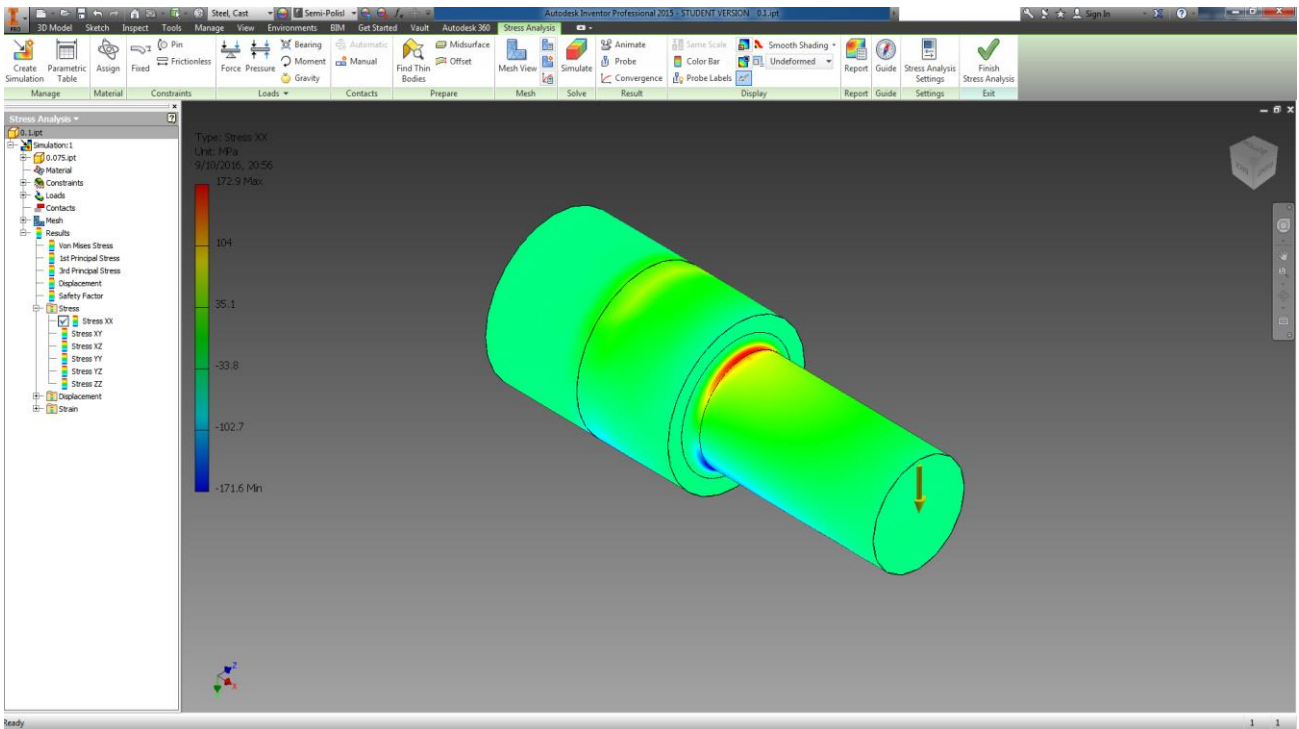 Steel, Cast
Semi-Polisl
Autodesk Inventor Professional 2015 - STUDENT VERSION 0.1.ipt
Sign In
PRO
3D Model Sketch Inspect Tools Manage View Environments BIM Get Started Vault Autodesk 360 Stress Analysis
Create Simulation
Parametric Table
Assign
Fixed
Pin
Frictionless
Force
Pressure
Bearing
Moment
Gravity
Automatic
Manual
Find Thin Bodies
Midsurface
Offset
Mesh View
Simulate
Animate
Probe
Convergence
Same Scale
Color Bar
Probe Labels
Smooth Shading
Undeformed
Report
Guide
Stress Analysis Settings
Finish Stress Analysis
Manage Material Constraints Loads Contacts Prepare Mesh Solve Result Display Report Guide Settings Exit
Stress Analysis
0.1.ipt
Simulation:1
0.075.ipt
Material
Constraints
Loads
Contacts
Mesh
Results
Von Mises Stress
1st Principal Stress
3rd Principal Stress
Displacement
Safety Factor
Stress
Stress XX
Stress XY
Stress XZ
Stress YY
Stress YZ
Stress ZZ
Displacement
Strain
Type: Stress XX
Unit: MPa
9/10/2016, 20:56
172.9 Max
104
35.1
-33.8
-102.7
-171.6 Min
Z
X
Ready
1 1